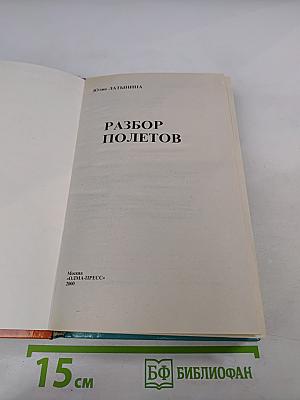 Юлия ЛАТЫНИНА
РАЗБОР
ПОЛЕТОВ
Москва
«ОЛМА-ПРЕСС»
2000
15 см
БФ БИБЛИОФАН